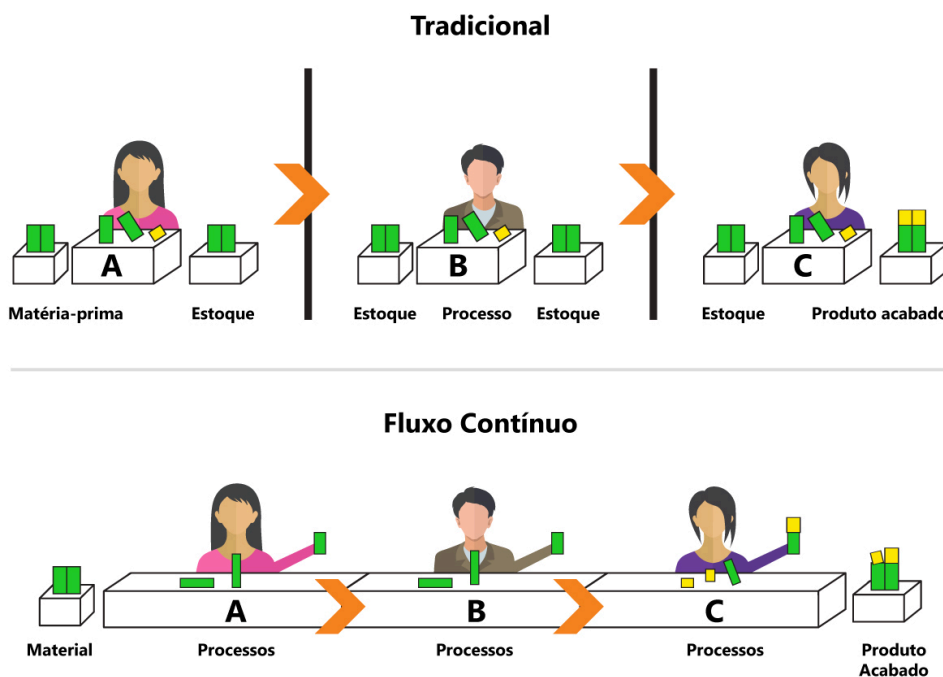 Tradicional
A
B
C
Matéria-prima
Estoque
Estoque
Processo
Estoque
Estoque
Produto acabado
Fluxo Contínuo
A
B
C
Material
Processos
Processos
Processos
Produto
Acabado